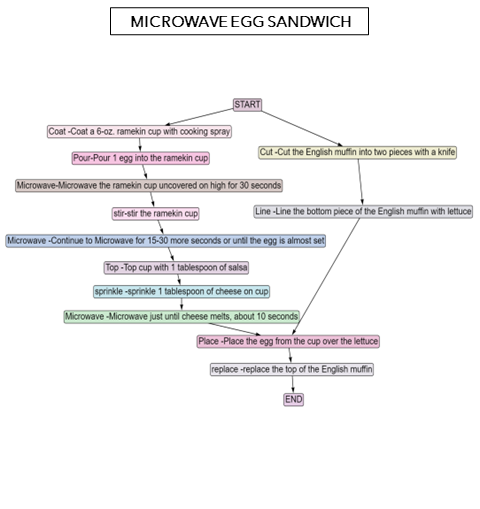 MICROWAVE EGG SANDWICH
START
Coat -Coat a 6-oz. ramekin cup with cooking spray
Cut -Cut the English muffin into two pieces with a knife
Pour-Pour 1 egg into the ramekin cup
Microwave-Microwave the ramekin cup uncovered on high for 30 seconds
stir-stir the ramekin cup
Line -Line the bottom piece of the English muffin with lettuce
Microwave -Continue to Microwave for 15-30 more seconds or until the egg is almost set
Top -Top cup with 1 tablespoon of salsa
sprinkle -sprinkle 1 tablespoon of cheese on cup
Microwave -Microwave just until cheese melts, about 10 seconds
Place -Place the egg from the cup over the lettuce
replace -replace the top of the English muffin
END